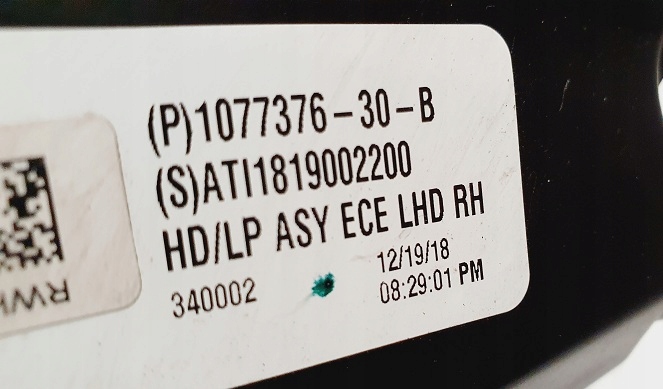 (P)1077376-30-B
(S)ATI1819002200
HD/LP ASY ECE LHD RH
340002
12/19/18
08:29:01 PM